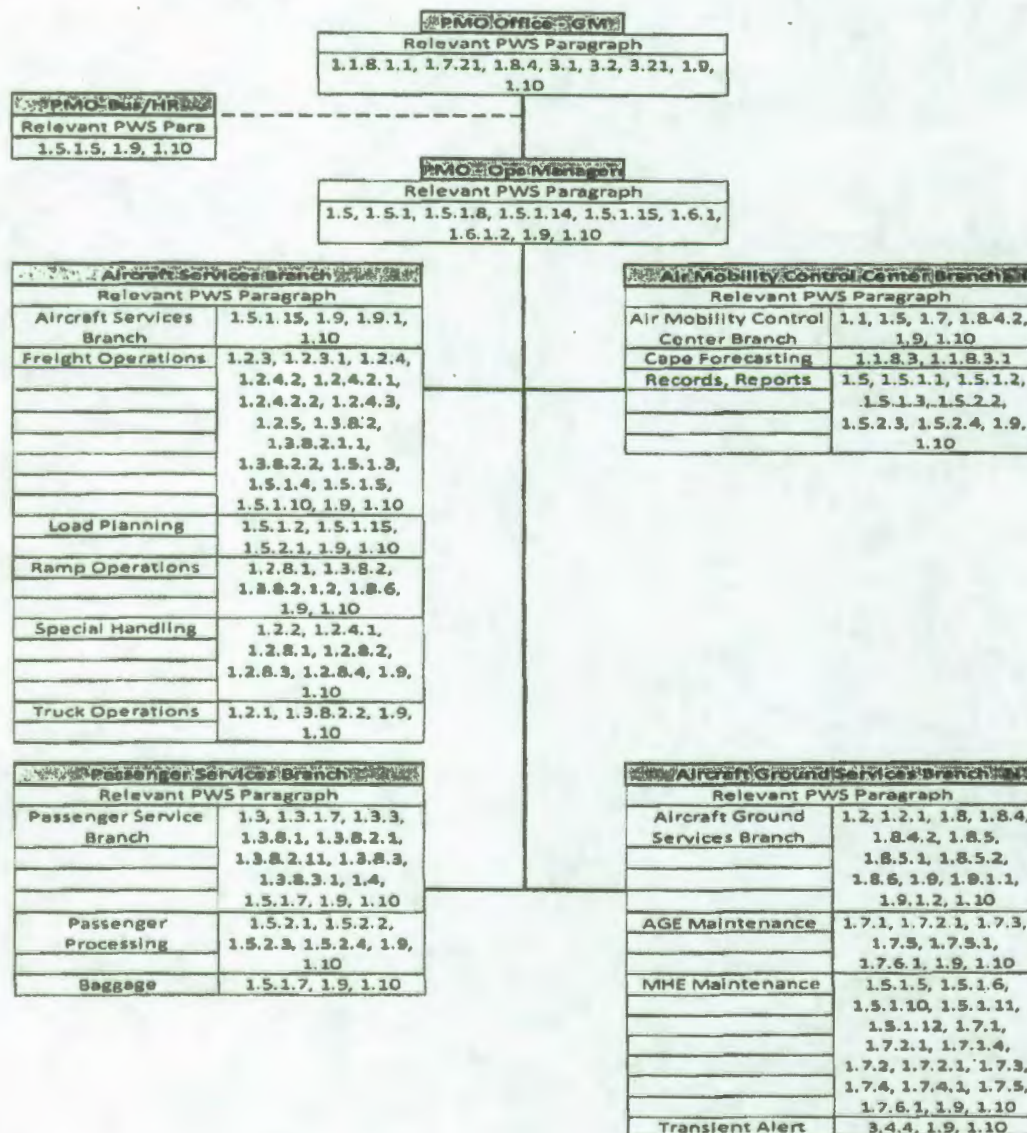 PMO Office - GM
Relevant PWS Paragraph
1.1.8.1.1, 1.7.21, 1.8.4, 3.1, 3.2, 3.21, 1.9,
1.10
PMO-Bus/HR
Relevant PWS Para
1.5.1.5, 1.9, 1.10
PMO - Ops Manager
Relevant PWS Paragraph
1.5, 1.5.1, 1.5.1.8, 1.5.1.14, 1.5.1.15, 1.6.1,
1.6.1.2, 1.9, 1.10
Aircraft Services Branch
Relevant PWS Paragraph
Aircraft Services 1.5.1.15, 1.9, 1.9.1,
Branch 1.10
Freight Operations 1.2.3, 1.2.3.1, 1.2.4,
1.2.4.2, 1.2.4.2.1,
1.2.4.2.2, 1.2.4.3,
1.2.5, 1.3.8.2,
1.3.8.2.1.1,
1.3.8.2.2, 1.5.1.3,
1.5.1.4, 1.5.1.5,
1.5.1.10, 1.9, 1.10
Load Planning 1.5.1.2, 1.5.1.15,
1.5.2.1, 1.9, 1.10
Ramp Operations 1.2.8.1, 1.3.8.2,
1.3.8.2.1.2, 1.8.6,
1.9, 1.10
Special Handling 1.2.2, 1.2.4.1,
1.2.8.1, 1.2.8.2,
1.2.8.3, 1.2.8.4, 1.9,
1.10
Truck Operations 1.2.1, 1.3.8.2.2, 1.9,
1.10
Air Mobility Control Center Branch
Relevant PWS Paragraph
Air Mobility Control 1.1, 1.5, 1.7, 1.8.4.2,
Center Branch 1.9, 1.10
Cape Forecasting 1.1.8.3, 1.1.8.3.1
Records, Reports 1.5, 1.5.1.1, 1.5.1.2,
1.5.1.3, 1.5.2.2,
1.5.2.3, 1.5.2.4, 1.9,
1.10
Passenger Services Branch
Relevant PWS Paragraph
Passenger Service 1.3, 1.3.1.7, 1.3.3,
Branch 1.3.8.1, 1.3.8.2.1,
1.3.8.2.11, 1.3.8.3,
1.3.8.3.1, 1.4,
1.5.1.7, 1.9, 1.10
Passenger 1.5.2.1, 1.5.2.2,
Processing 1.5.2.3, 1.5.2.4, 1.9,
1.10
Baggage 1.5.1.7, 1.9, 1.10
Aircraft Ground Services Branch
Relevant PWS Paragraph
Aircraft Ground 1.2, 1.2.1, 1.8, 1.8.4,
Services Branch 1.8.4.2, 1.8.5,
1.8.5.1, 1.8.5.2,
1.8.6, 1.9, 1.9.1.1,
1.9.1.2, 1.10
AGE Maintenance 1.7.1, 1.7.2.1, 1.7.3,
1.7.5, 1.7.5.1,
1.7.6.1, 1.9, 1.10
MHE Maintenance 1.5.1.5, 1.5.1.6,
1.5.1.10, 1.5.1.11,
1.5.1.12, 1.7.1,
1.7.2.1, 1.7.1.4,
1.7.2, 1.7.2.1, 1.7.3,
1.7.4, 1.7.4.1, 1.7.5,
1.7.6.1, 1.9, 1.10
Transient Alert 3.4.4, 1.9, 1.10